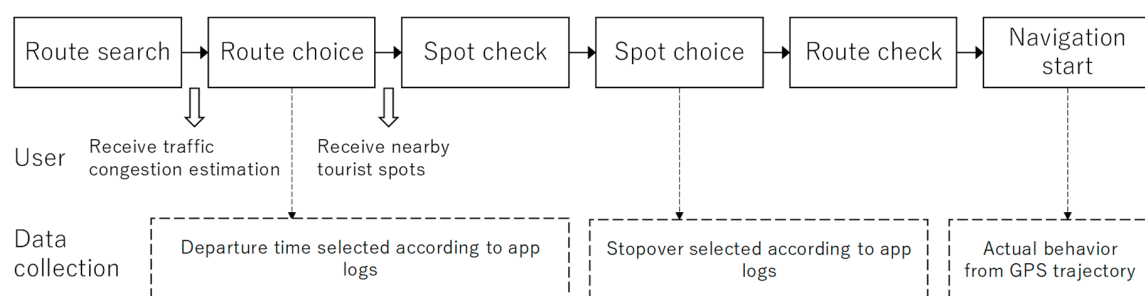 Route search
Route choice
Spot check
Spot choice
Route check
Navigation
start
User
Receive traffic
congestion estimation
Receive nearby
tourist spots
Data
collection
Departure time selected according to app
logs
Stopover selected according to app
logs
Actual behavior
from GPS trajectory